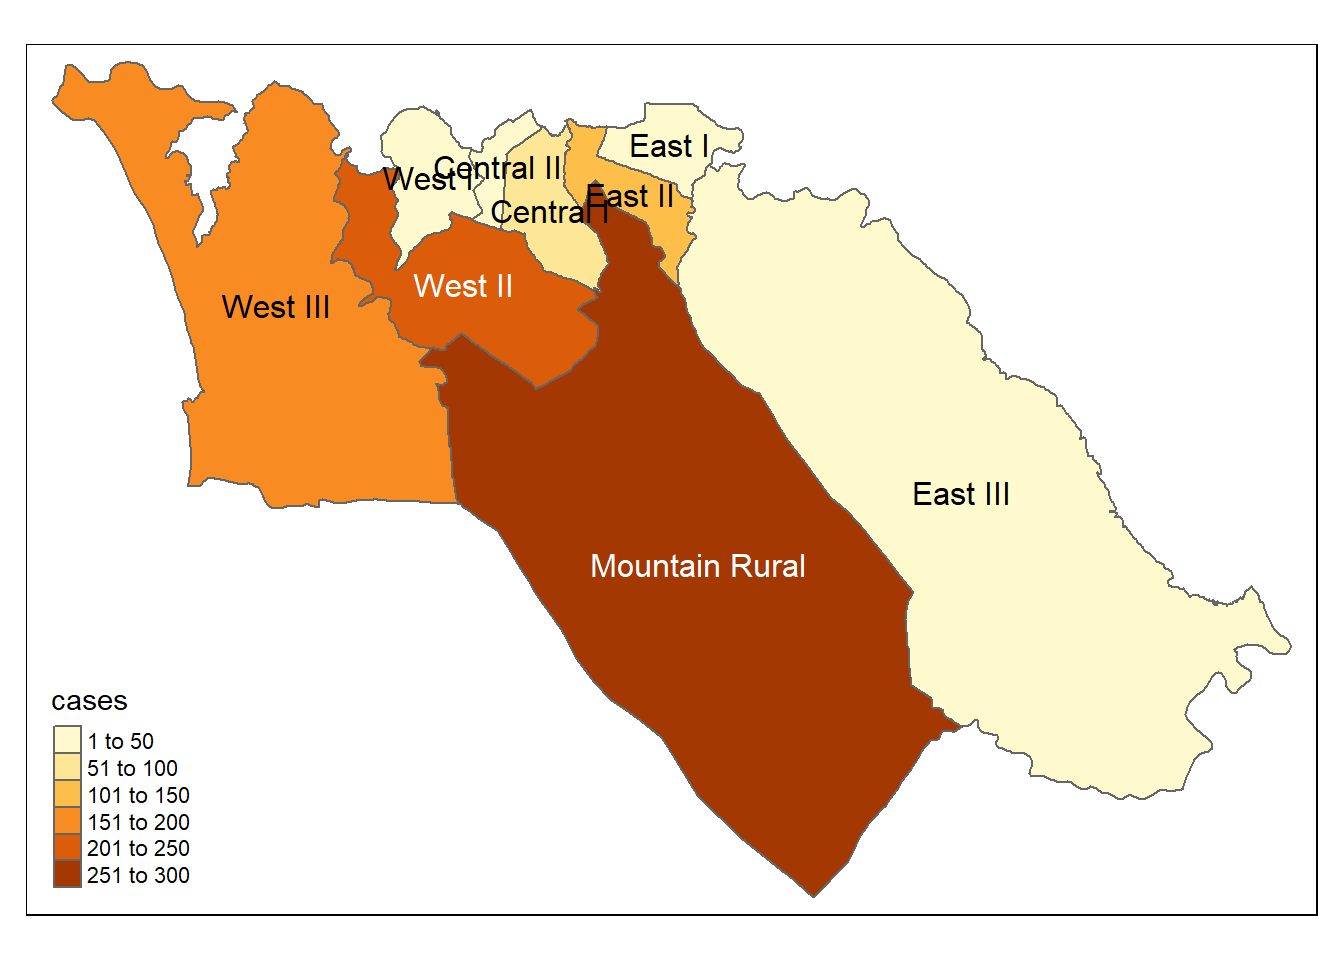 East I
Central II
West I
East II
Central I
West II
West III
East III
Mountain Rural
cases
1 to 50
51 to 100
101 to 150
151 to 200
201 to 250
251 to 300